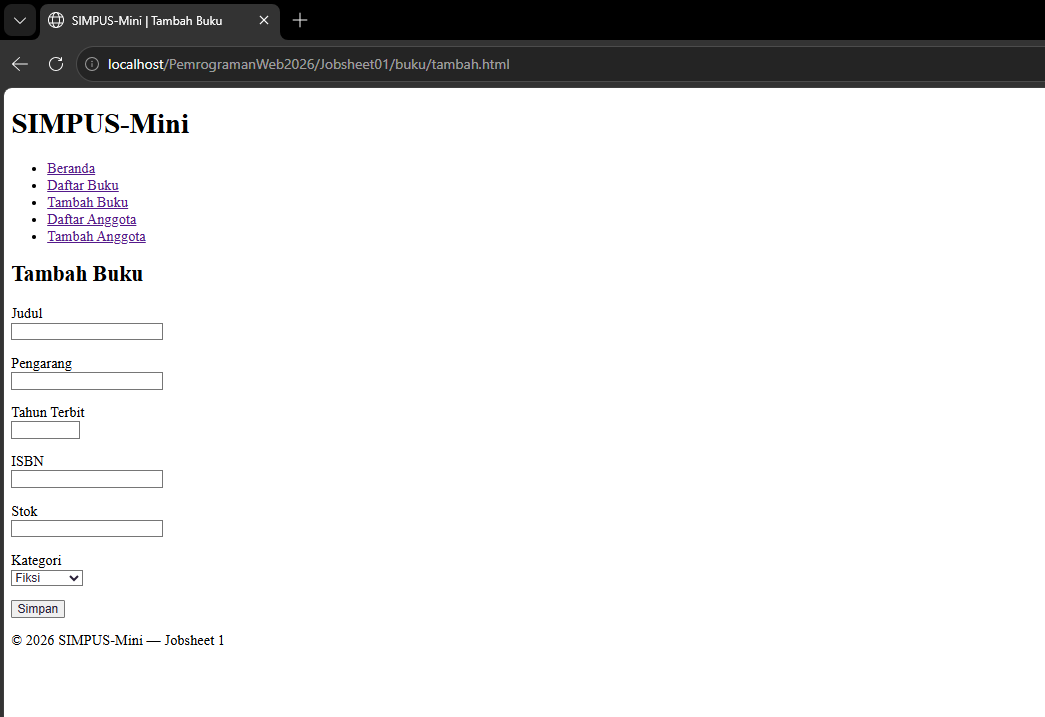 SIMPUS-Mini | Tambah Buku
localhost/PemrogramanWeb2026/Jobsheet01/buku/tambah.html
SIMPUS-Mini
Beranda
Daftar Buku
Tambah Buku
Daftar Anggota
Tambah Anggota
Tambah Buku
Judul
Pengarang
Tahun Terbit
ISBN
Stok
Kategori
Fiksi
Simpan
© 2026 SIMPUS-Mini — Jobsheet 1